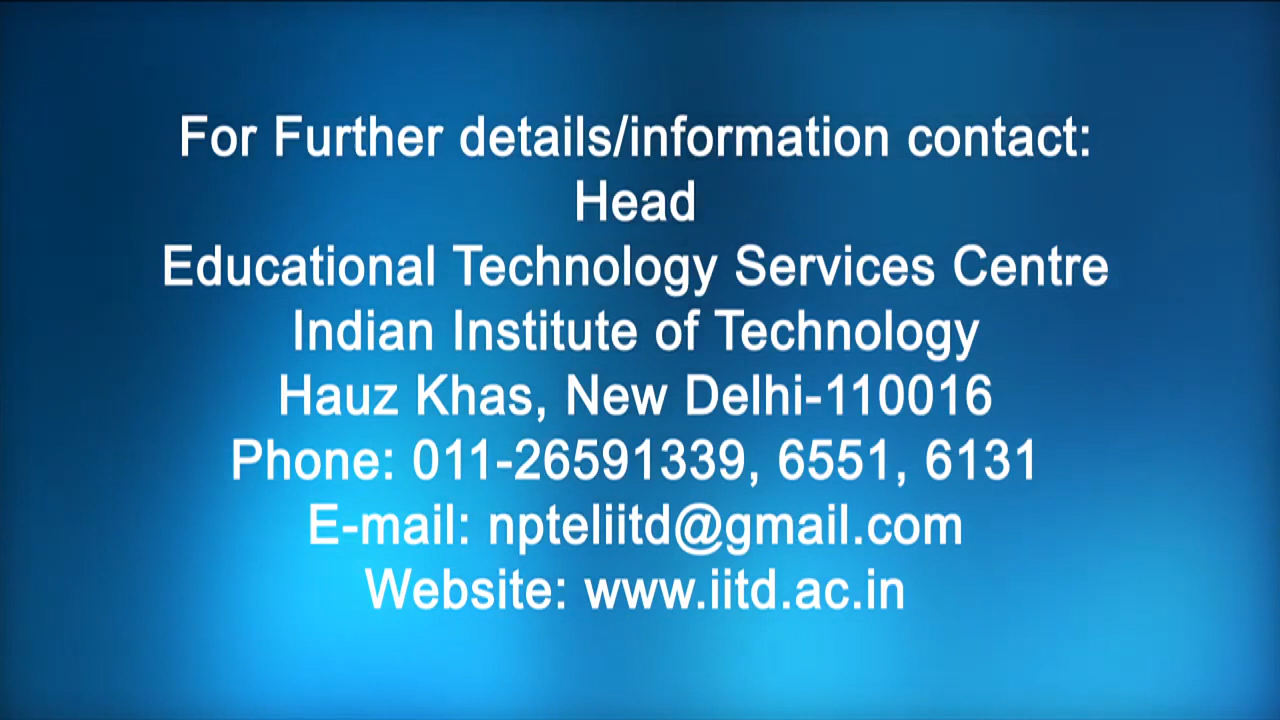 For Further details/information contact:
Head
Educational Technology Services Centre
Indian Institute of Technology
Hauz Khas, New Delhi-110016
Phone: 011-26591339, 6551, 6131
E-mail: npteliitd@gmail.com
Website: www.iitd.ac.in